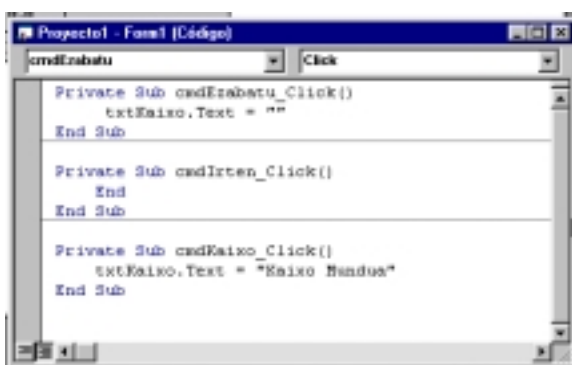 Proyecto1 - Form1 (Código)
cmdEzabatu Click
Private Sub cmdEzabatu_Click()
txtKaixo.Text = ""
End Sub
Private Sub cmdIrten_Click()
End
End Sub
Private Sub cmdKaixo_Click()
txtKaixo.Text = "Kaixo Mundua"
End Sub